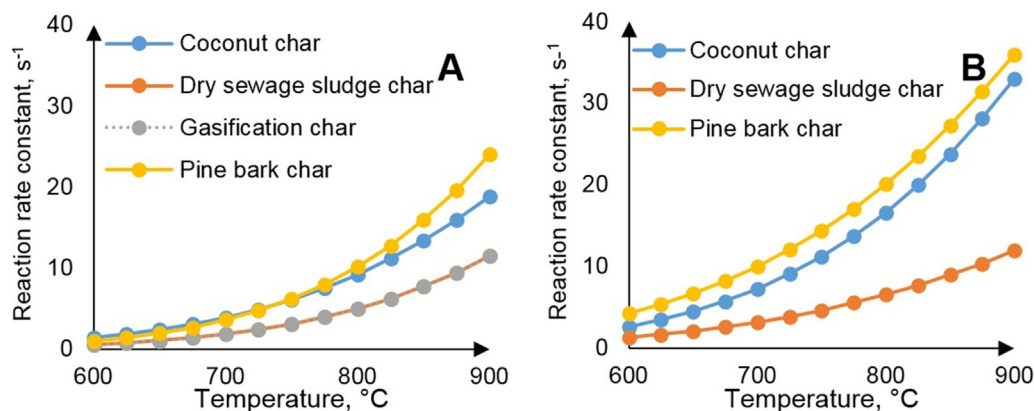 40
30
20
10
0
Reaction rate constant, s⁻¹
Coconut char
Dry sewage sludge char
Gasification char
Pine bark char
A
600
700
800
900
Temperature, °C
40
30
20
10
0
Reaction rate constant, s⁻¹
Coconut char
Dry sewage sludge char
Pine bark char
B
600
700
800
900
Temperature, °C